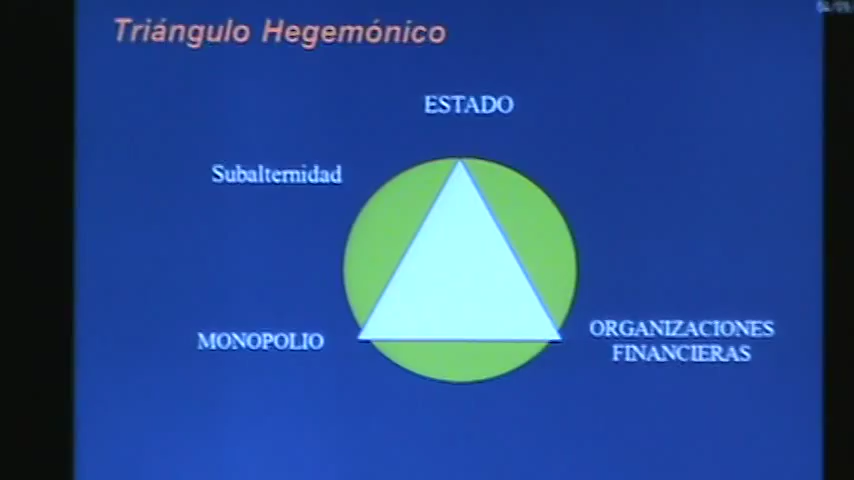 Triángulo Hegemónico
ESTADO
Subalternidad
MONOPOLIO
ORGANIZACIONES
FINANCIERAS